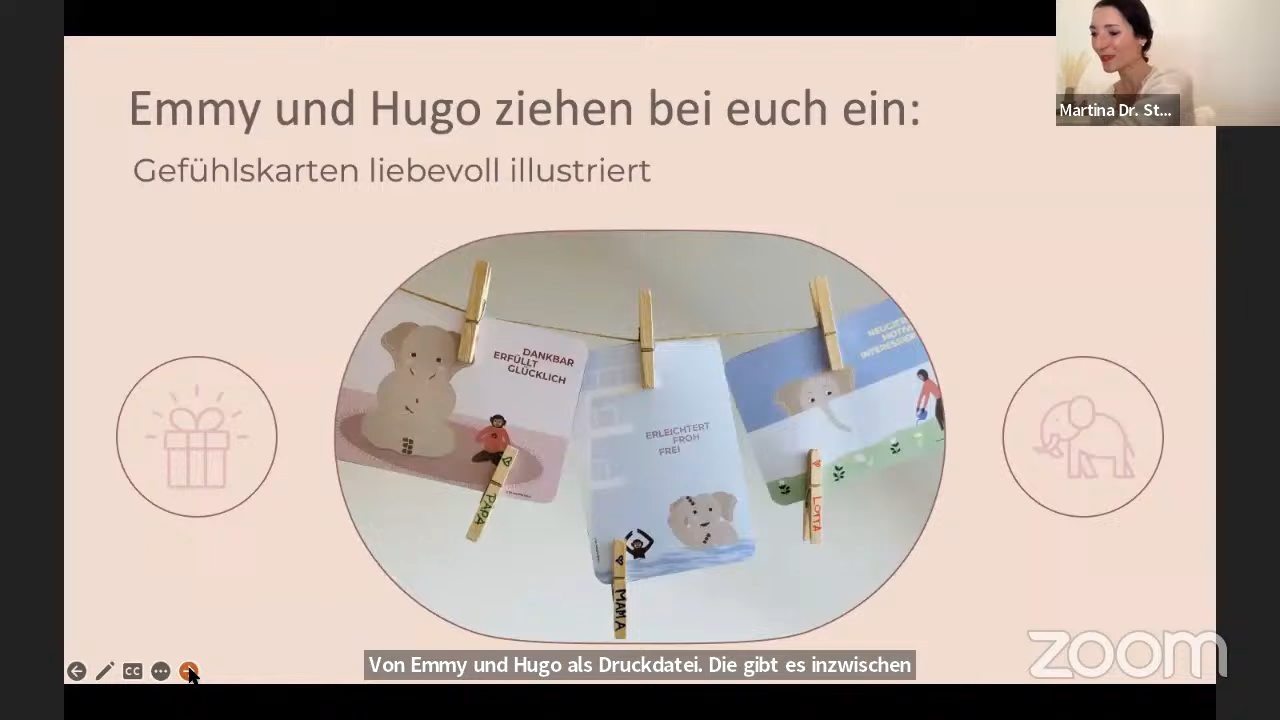 Emmy und Hugo ziehen bei euch ein:
Gefühlskarten liebevoll illustriert
Martina Dr. St...
DANKBAR
ERFÜLLT
GLÜCKLICH
ERLEICHTERT
FROH
FREI
PAPA
MAMA
LOTTA
CC
Von Emmy und Hugo als Druckdatei. Die gibt es inzwischen
zoom